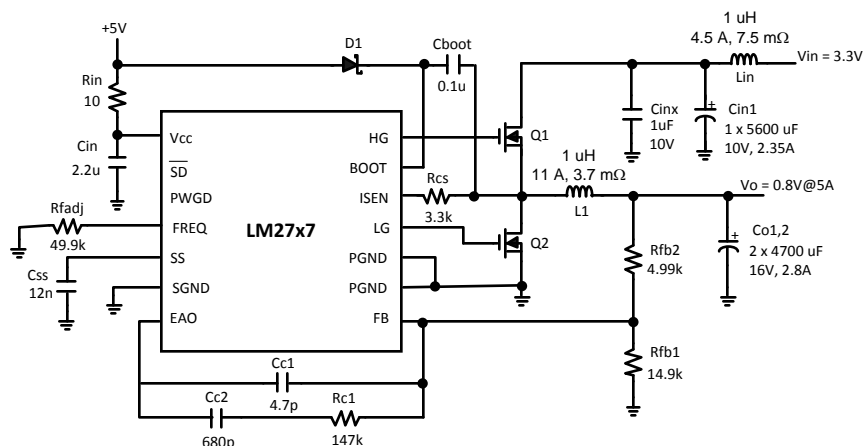 +5V
D1
Cboot
0.1u
1 uH
4.5 A, 7.5 mΩ
Lin
Vin = 3.3V
Rin
10
Cin
2.2u
Cinx
1uF
10V
Cin1
1 x 5600 uF
10V, 2.35A
Vcc
SD
PWGD
FREQ
SS
SGND
EAO
LM27x7
HG
BOOT
ISEN
LG
PGND
PGND
FB
Q1
Rcs
3.3k
1 uH
11 A, 3.7 mΩ
L1
Vo = 0.8V@5A
Rfadj
49.9k
Css
12n
Q2
Rfb2
4.99k
Co1,2
2 x 4700 uF
16V, 2.8A
Rfb1
14.9k
Cc1
4.7p
Cc2
680p
Rc1
147k